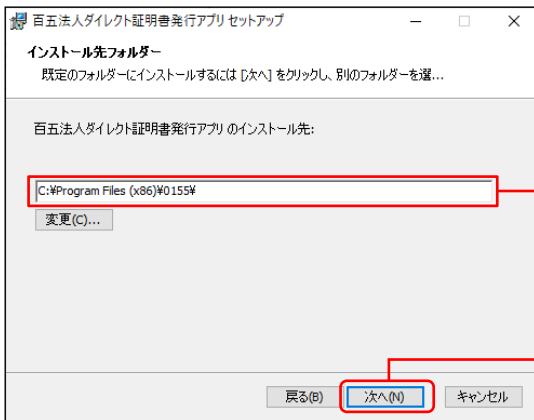 百五法人ダイレクト証明書発行アプリ セットアップ
インストール先フォルダー
既定のフォルダーにインストールするには [次へ] をクリックし、別のフォルダーを選...
百五法人ダイレクト証明書発行アプリ のインストール先:
C:¥Program Files (x86)¥0155¥
変更(C)...
戻る(B) 次へ(N) キャンセル